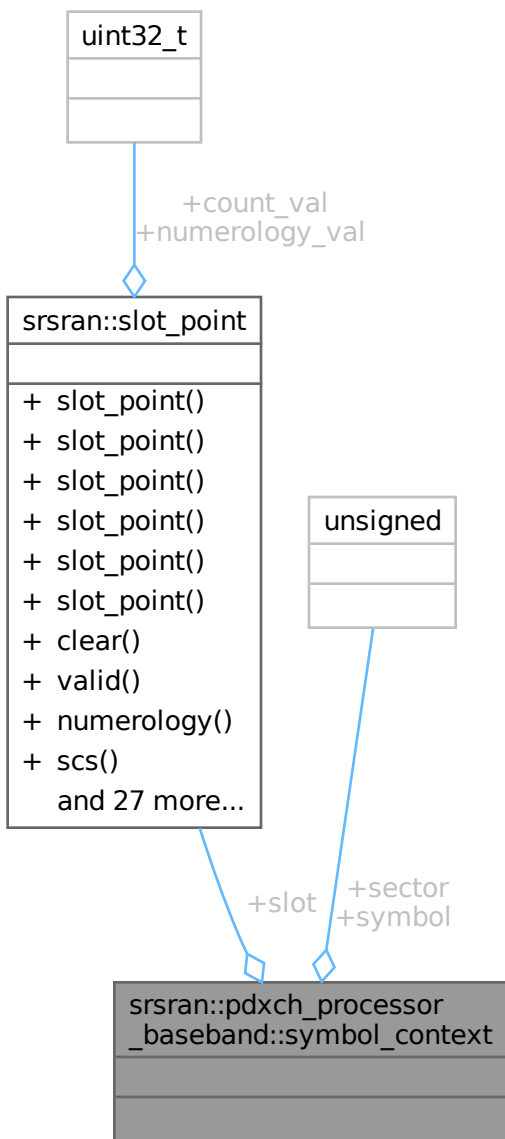 uint32_t
+count_val
+numerology_val
srsran::slot_point
+ slot_point()
+ slot_point()
+ slot_point()
+ slot_point()
+ slot_point()
+ slot_point()
+ clear()
+ valid()
+ numerology()
+ scs()
and 27 more...
unsigned
+slot
+sector
+symbol
srsran::pdxch_processor
_baseband::symbol_context